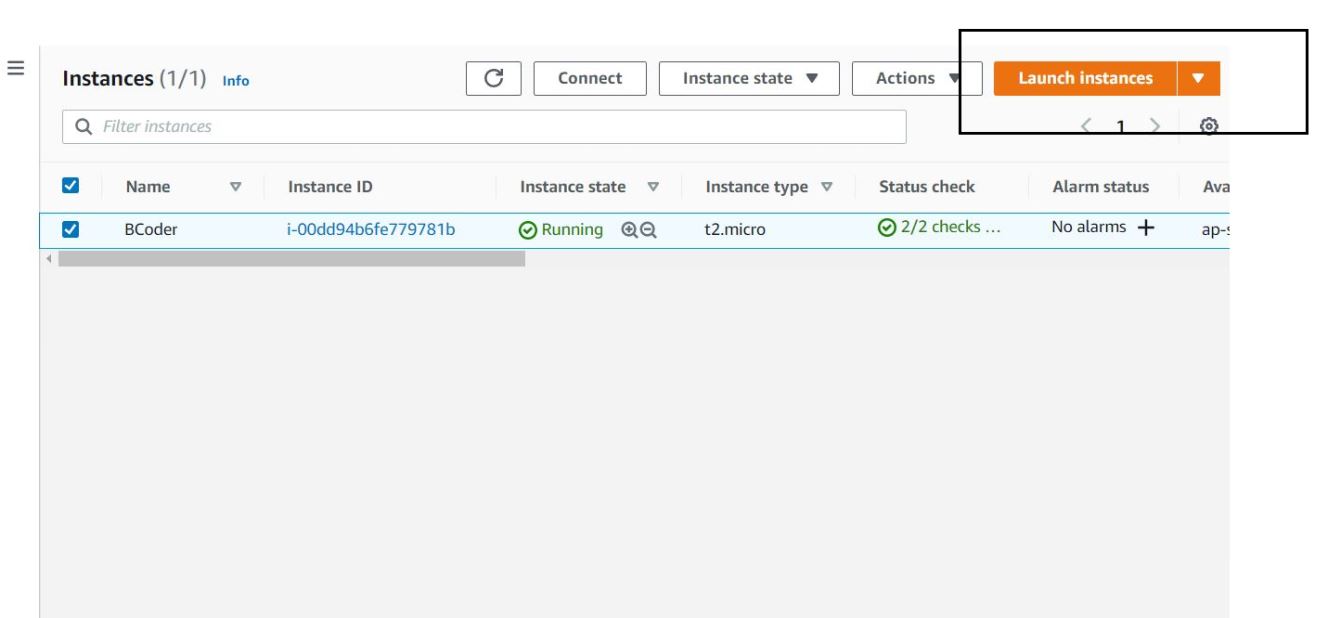 Instances (1/1) Info Connect Instance state Actions Launch instances
Filter instances 1
Name Instance ID Instance state Instance type Status check Alarm status Ava
BCoder i-00dd94b6fe779781b Running t2.micro 2/2 checks ... No alarms + ap-s